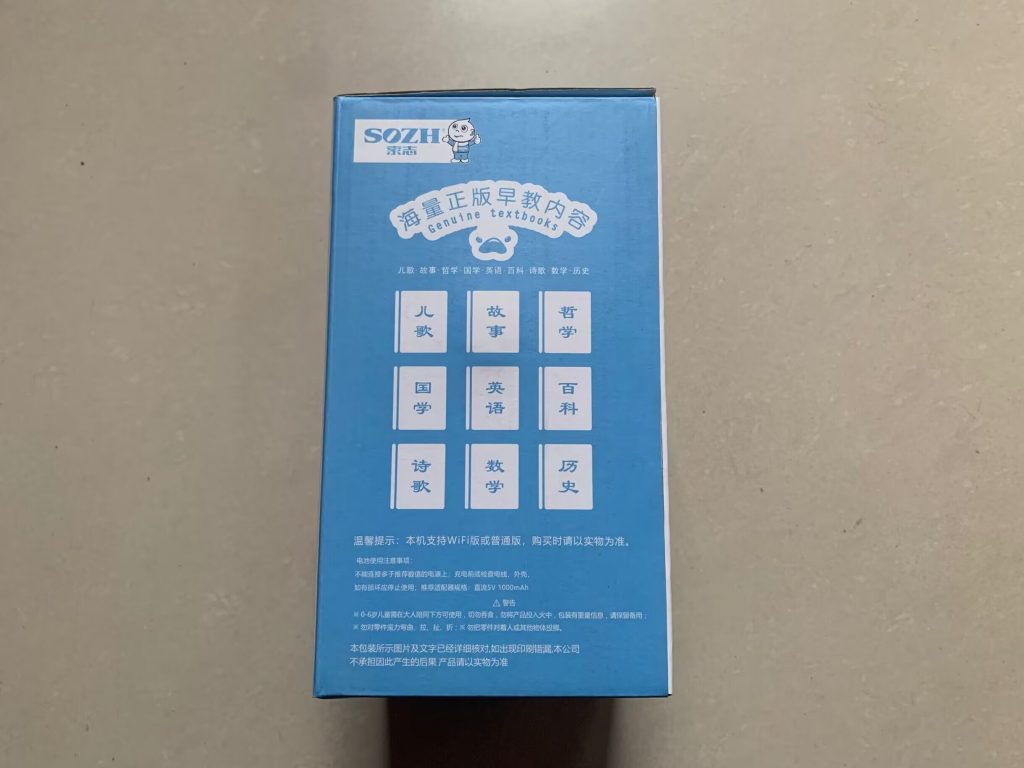 SOZH
家志
海量正版早教内容
Genuine textbooks
儿歌·故事·哲学·国学·英语·百科·诗歌·数学·历史
儿歌
故事
哲学
国学
英语
百科
诗歌
数学
历史
温馨提示：本机支持WiFi版或普通版，购买时请以实物为准。
电池使用注意事项：
不能连接多于推荐数值的电源上，充电前须检查电线、外壳，
如有损坏应停止使用；推荐适配器规格：直流5V 1000mAh
⚠警告
※0-6岁儿童需在大人陪同下方可使用，切勿吞食，勿将产品投入火中，包装有重量信息，请保留备用；
※勿对零件蛮力弯曲、拉、扯、折；※勿把零件对着人或其他物体投掷。
本包装所示图片及文字已经详细核对,如出现印刷错漏,本公司
不承担因此产生的后果 产品请以实物为准